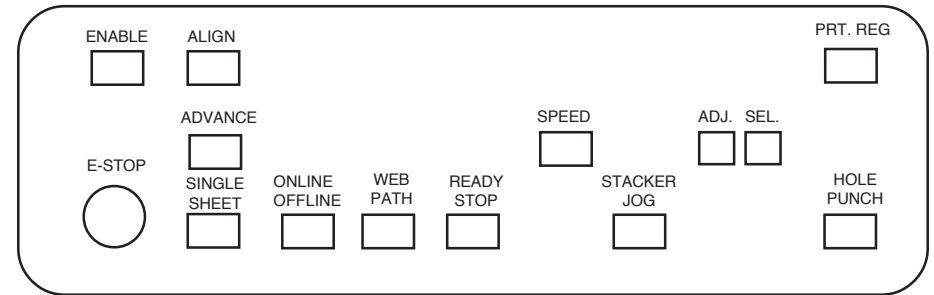 ENABLE
ALIGN
PRT. REG
ADVANCE
SPEED
ADJ.
SEL.
E-STOP
SINGLE
SHEET
ONLINE
OFFLINE
WEB
PATH
READY
STOP
STACKER
JOG
HOLE
PUNCH